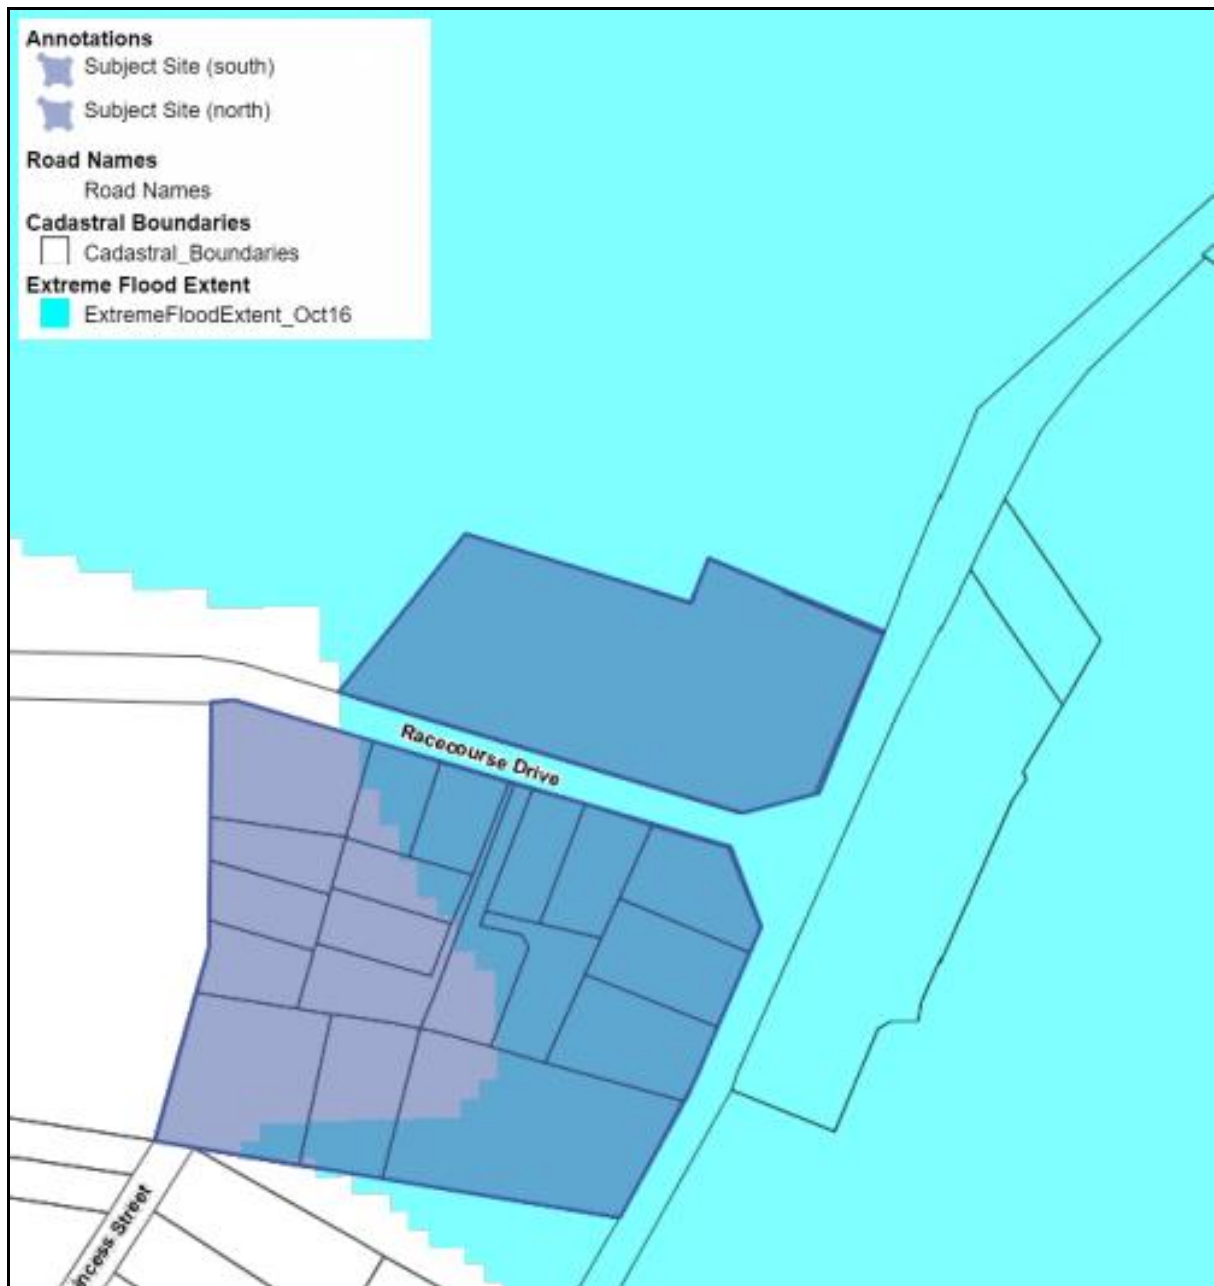 Annotations
Subject Site (south)
Subject Site (north)
Road Names
Road Names
Cadastral Boundaries
Cadastral_Boundaries
Extreme Flood Extent
ExtremeFloodExtent_Oct16
Racecourse Drive
incess Street